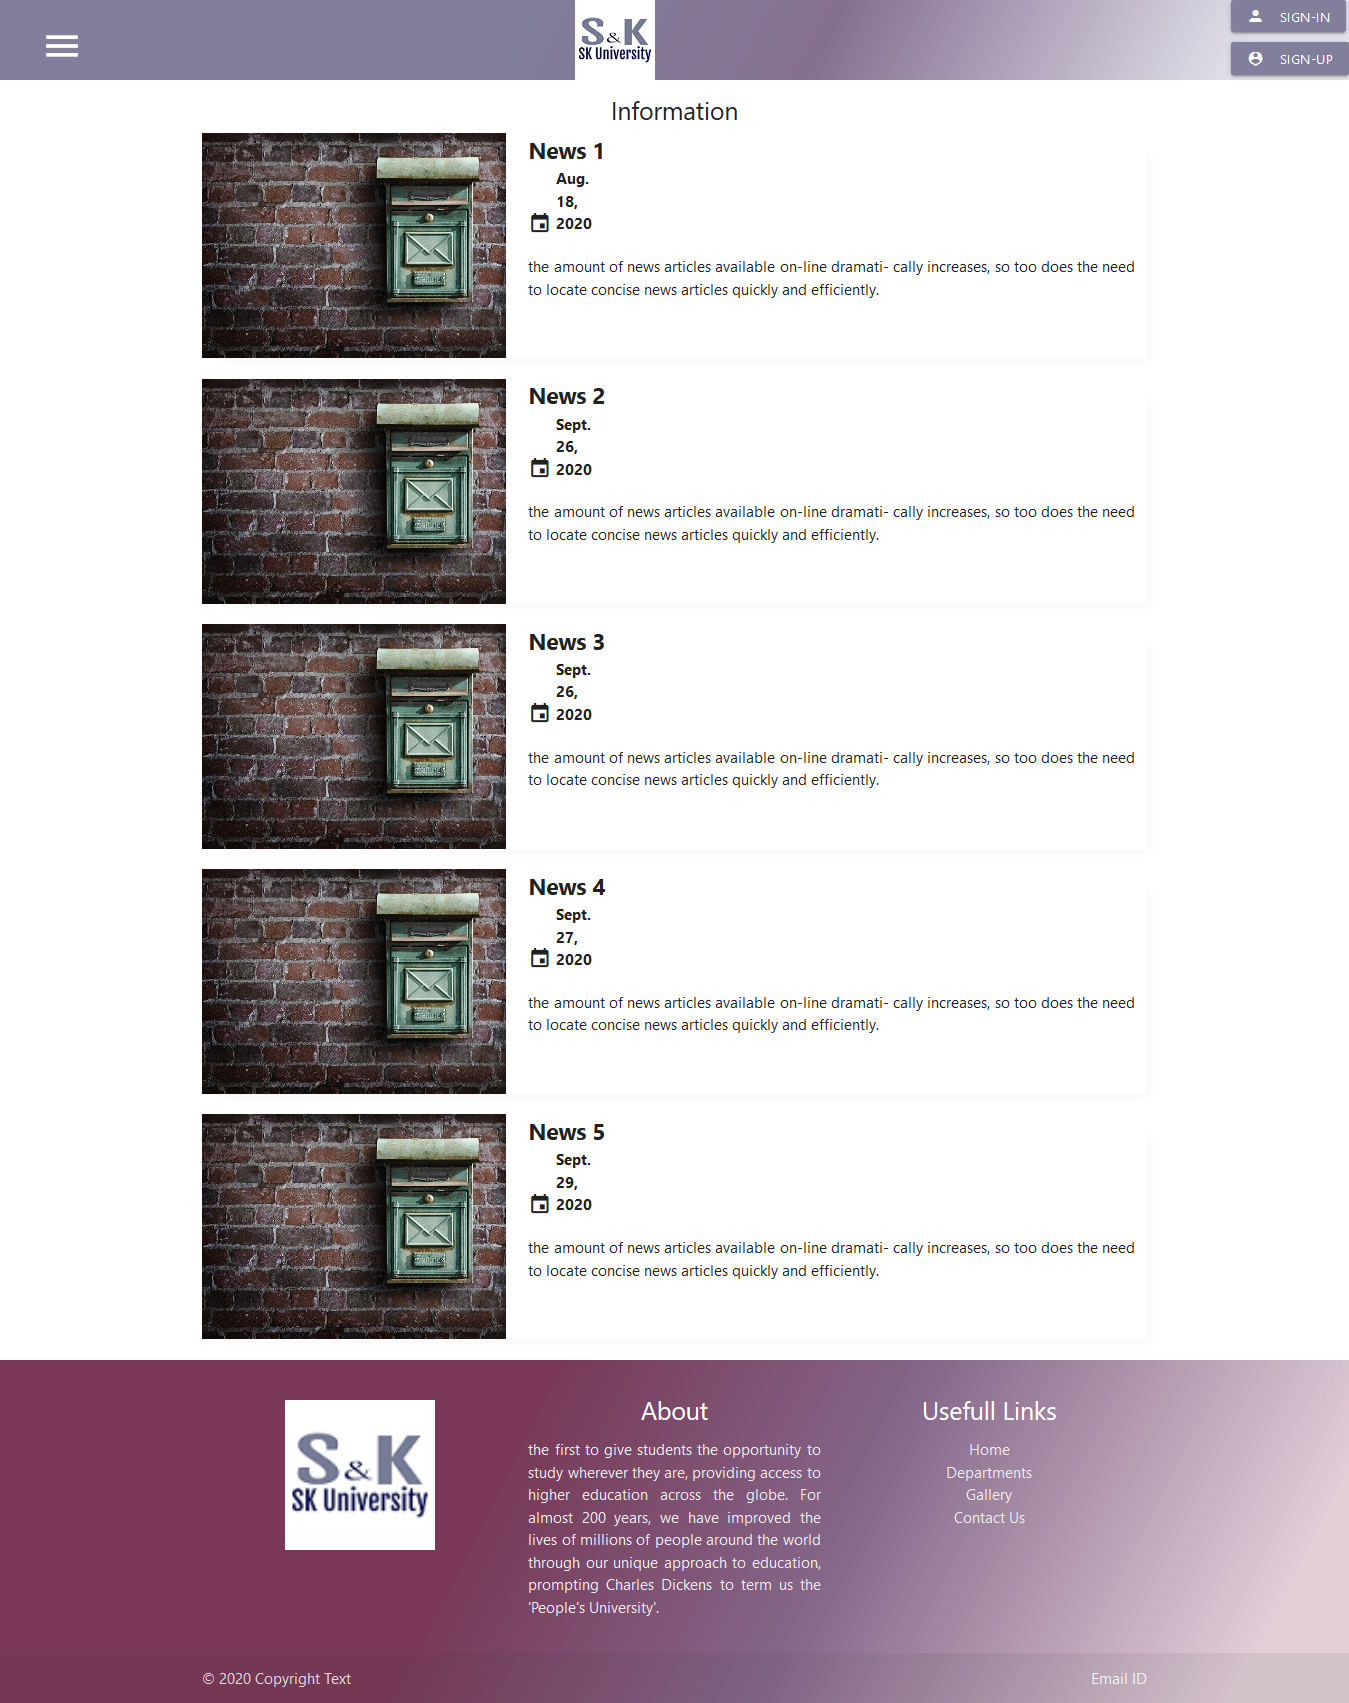 S&K
SK University
SIGN-IN
SIGN-UP
Information
News 1
Aug.
18,
2020
the amount of news articles available on-line dramati- cally increases, so too does the need
to locate concise news articles quickly and efficiently.
News 2
Sept.
26,
2020
the amount of news articles available on-line dramati- cally increases, so too does the need
to locate concise news articles quickly and efficiently.
News 3
Sept.
26,
2020
the amount of news articles available on-line dramati- cally increases, so too does the need
to locate concise news articles quickly and efficiently.
News 4
Sept.
27,
2020
the amount of news articles available on-line dramati- cally increases, so too does the need
to locate concise news articles quickly and efficiently.
News 5
Sept.
29,
2020
the amount of news articles available on-line dramati- cally increases, so too does the need
to locate concise news articles quickly and efficiently.
S&K
SK University
About
the first to give students the opportunity to
study wherever they are, providing access to
higher education across the globe. For
almost 200 years, we have improved the
lives of millions of people around the world
through our unique approach to education,
prompting Charles Dickens to term us the
'People's University'.
Usefull Links
Home
Departments
Gallery
Contact Us
© 2020 Copyright Text
Email ID